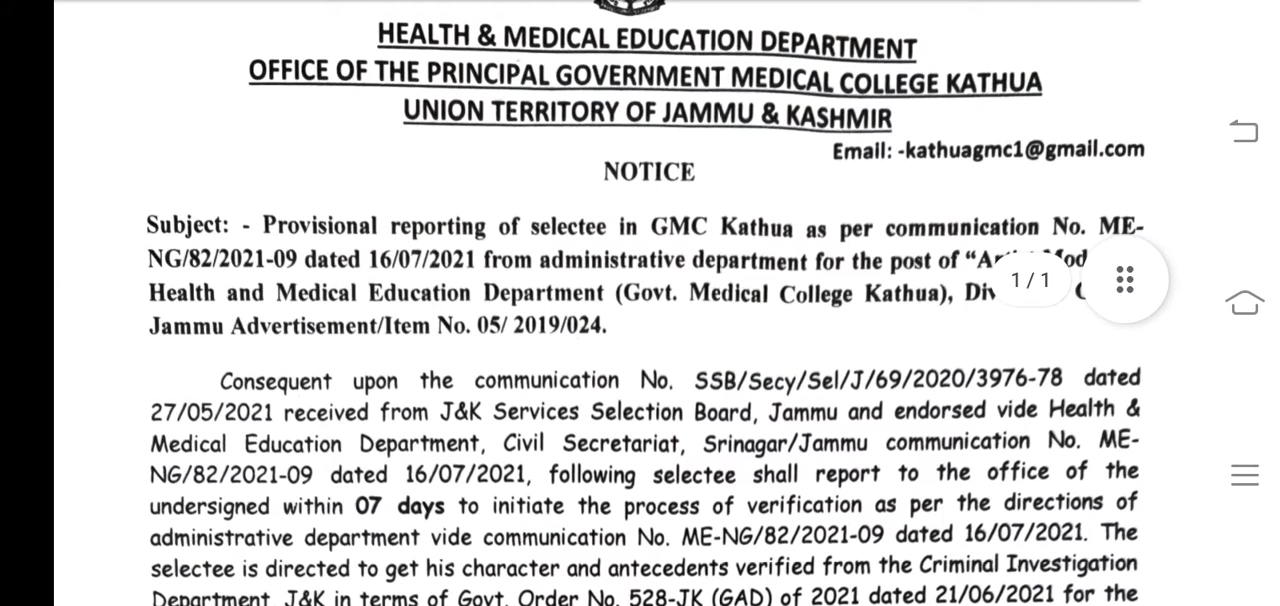 HEALTH & MEDICAL EDUCATION DEPARTMENT
OFFICE OF THE PRINCIPAL GOVERNMENT MEDICAL COLLEGE KATHUA
UNION TERRITORY OF JAMMU & KASHMIR
Email: -kathuagmc1@gmail.com
NOTICE
Subject: - Provisional reporting of selectee in GMC Kathua as per communication No. ME-
NG/82/2021-09 dated 16/07/2021 from administrative department for the post of
1 / 1
Health and Medical Education Department (Govt. Medical College Kathua),
Jammu Advertisement/Item No. 05/ 2019/024.
Consequent upon the communication No. SSB/Secy/Sel/J/69/2020/3976-78 dated
27/05/2021 received from J&K Services Selection Board, Jammu and endorsed vide Health &
Medical Education Department, Civil Secretariat, Srinagar/Jammu communication No. ME-
NG/82/2021-09 dated 16/07/2021, following selectee shall report to the office of the
undersigned within 07 days to initiate the process of verification as per the directions of
administrative department vide communication No. ME-NG/82/2021-09 dated 16/07/2021. The
selectee is directed to get his character and antecedents verified from the Criminal Investigation
Department J&K in terms of Govt. Order No. 528-JK (GAD) of 2021 dated 21/06/2021 for the